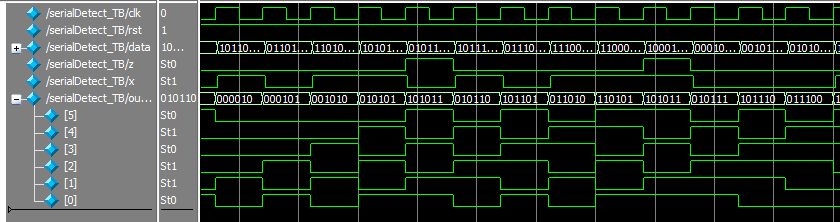 /serialDetect_TB/clk 0
/serialDetect_TB/rst 1
/serialDetect_TB/data 10... 10110... 01101... 11010... 10101... 01011... 10111... 01110... 11100... 11000... 10001... 00010... 00101... 01010...
/serialDetect_TB/z St0
/serialDetect_TB/x St1
/serialDetect_TB/ou... 010110 000010 000101 001010 010101 101011 010110 101101 011010 110101 101011 010111 101110 011100
[5] St0
[4] St1
[3] St0
[2] St1
[1] St1
[0] St0